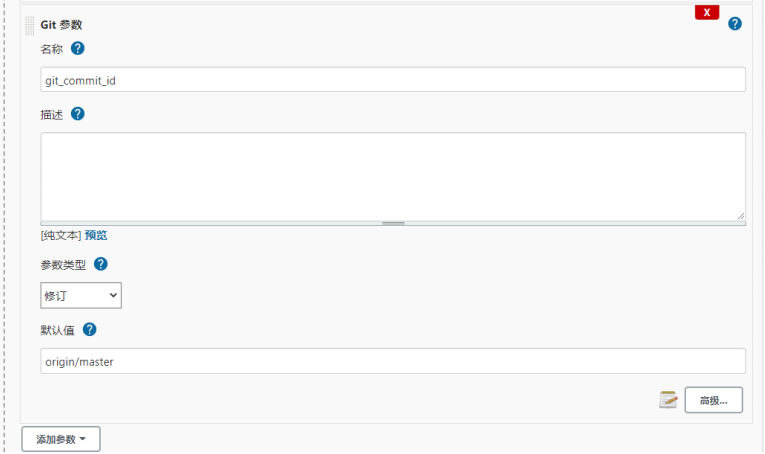 X
Git 参数
?
名称 ?
git_commit_id
描述 ?
[纯文本] 预览
参数类型 ?
修订
默认值 ?
origin/master
高级...
添加参数